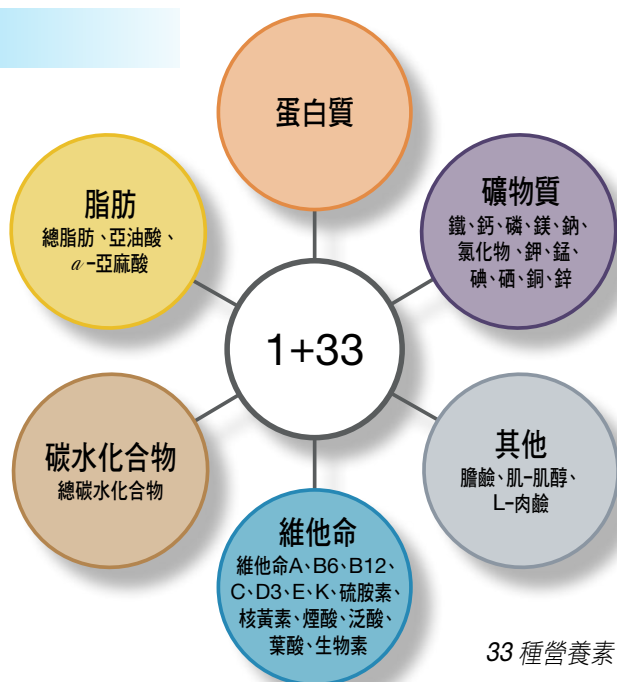 蛋白質
脂肪
總脂肪、亞油酸、
α-亞麻酸
礦物質
鐵、鈣、磷、鎂、鈉、
氯化物、鉀、錳、
碘、硒、銅、鋅
1+33
碳水化合物
總碳水化合物
其他
膽鹼、肌-肌醇、
L-肉鹼
維他命
維他命A、B6、B12、
C、D3、E、K、硫胺素、
核黃素、煙酸、泛酸、
葉酸、生物素
33 種營養素